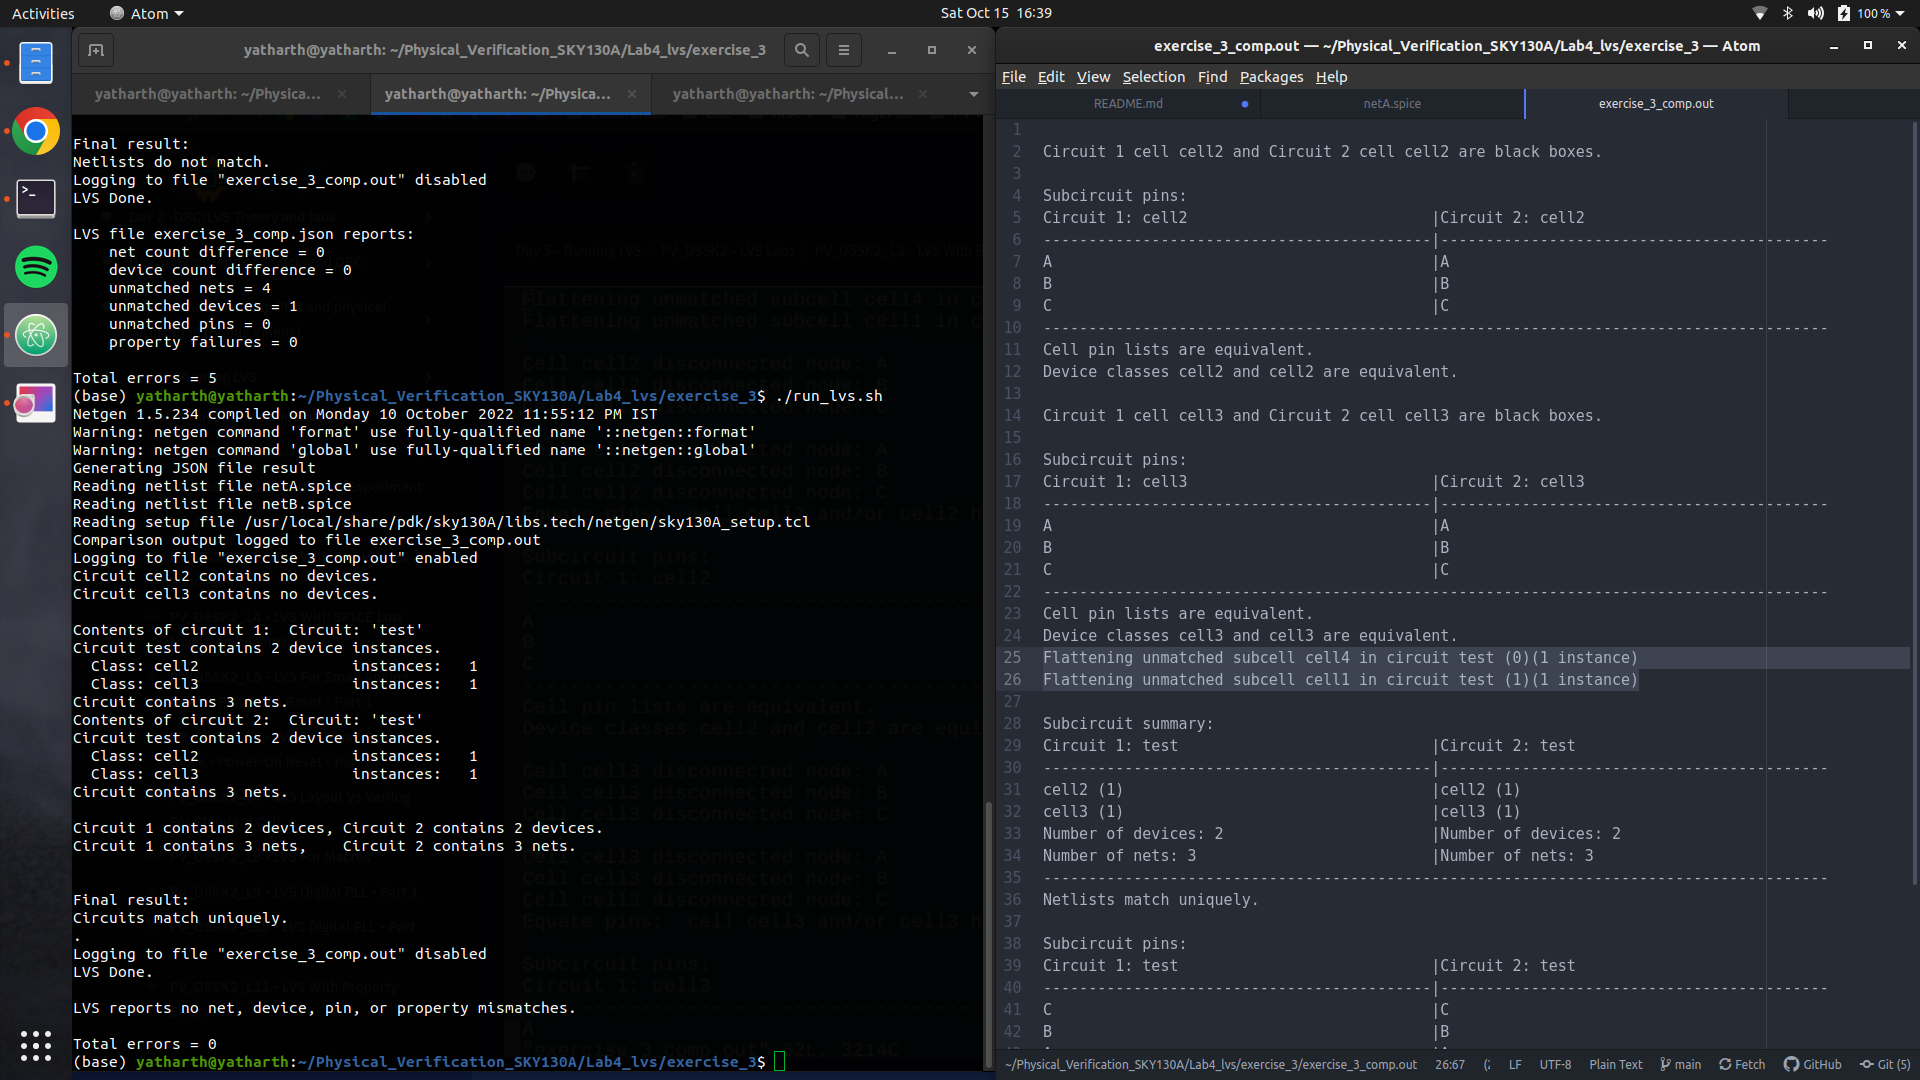 Activities
Atom
Sat Oct 15 16:39
100 %
yatharth@yatharth: ~/Physical_Verification_SKY130A/Lab4_lvs/exercise_3
yatharth@yatharth: ~/Physica...
yatharth@yatharth: ~/Physica...
yatharth@yatharth: ~/Physical...
Final result:
Netlists do not match.
Logging to file "exercise_3_comp.out" disabled
LVS Done.
LVS file exercise_3_comp.json reports:
net count difference = 0
device count difference = 0
unmatched nets = 4
unmatched devices = 1
unmatched pins = 0
property failures = 0
Total errors = 5
(base) yatharth@yatharth:~/Physical_Verification_SKY130A/Lab4_lvs/exercise_3$ ./run_lvs.sh
Netgen 1.5.234 compiled on Monday 10 October 2022 11:55:12 PM IST
Warning: netgen command 'format' use fully-qualified name '::netgen::format'
Warning: netgen command 'global' use fully-qualified name '::netgen::global'
Generating JSON file result
Reading netlist file netA.spice
Reading netlist file netB.spice
Reading setup file /usr/local/share/pdk/sky130A/libs.tech/netgen/sky130A_setup.tcl
Comparison output logged to file exercise_3_comp.out
Logging to file "exercise_3_comp.out" enabled
Circuit cell2 contains no devices.
Circuit cell3 contains no devices.
Contents of circuit 1:  Circuit: 'test'
Circuit test contains 2 device instances.
Class: cell2                 instances:   1
Class: cell3                 instances:   1
Circuit contains 3 nets.
Contents of circuit 2:  Circuit: 'test'
Circuit test contains 2 device instances.
Class: cell2                 instances:   1
Class: cell3                 instances:   1
Circuit contains 3 nets.
Circuit 1 contains 2 devices, Circuit 2 contains 2 devices.
Circuit 1 contains 3 nets,    Circuit 2 contains 3 nets.
Final result:
Circuits match uniquely.
.
Logging to file "exercise_3_comp.out" disabled
LVS Done.
LVS reports no net, device, pin, or property mismatches.
Total errors = 0
(base) yatharth@yatharth:~/Physical_Verification_SKY130A/Lab4_lvs/exercise_3$
exercise_3_comp.out — ~/Physical_Verification_SKY130A/Lab4_lvs/exercise_3 — Atom
File Edit View Selection Find Packages Help
README.md
netA.spice
exercise_3_comp.out
1
2 Circuit 1 cell cell2 and Circuit 2 cell cell2 are black boxes.
3
4 Subcircuit pins:
5 Circuit 1: cell2 |Circuit 2: cell2
6 -------------------------------------------|-------------------------------------------
7 A |A
8 B |B
9 C |C
10 ---------------------------------------------------------------------------------------
11 Cell pin lists are equivalent.
12 Device classes cell2 and cell2 are equivalent.
13
14 Circuit 1 cell cell3 and Circuit 2 cell cell3 are black boxes.
15
16 Subcircuit pins:
17 Circuit 1: cell3 |Circuit 2: cell3
18 -------------------------------------------|-------------------------------------------
19 A |A
20 B |B
21 C |C
22 ---------------------------------------------------------------------------------------
23 Cell pin lists are equivalent.
24 Device classes cell3 and cell3 are equivalent.
25 Flattening unmatched subcell cell4 in circuit test (0)(1 instance)
26 Flattening unmatched subcell cell1 in circuit test (1)(1 instance)
27
28 Subcircuit summary:
29 Circuit 1: test |Circuit 2: test
30 -------------------------------------------|-------------------------------------------
31 cell2 (1) |cell2 (1)
32 cell3 (1) |cell3 (1)
33 Number of devices: 2 |Number of devices: 2
34 Number of nets: 3 |Number of nets: 3
35 ---------------------------------------------------------------------------------------
36 Netlists match uniquely.
37
38 Subcircuit pins:
39 Circuit 1: test |Circuit 2: test
40 -------------------------------------------|-------------------------------------------
41 C |C
42 B |B
~/Physical_Verification_SKY130A/Lab4_lvs/exercise_3/exercise_3_comp.out 26:67 LF UTF-8 Plain Text main Fetch GitHub Git (5)